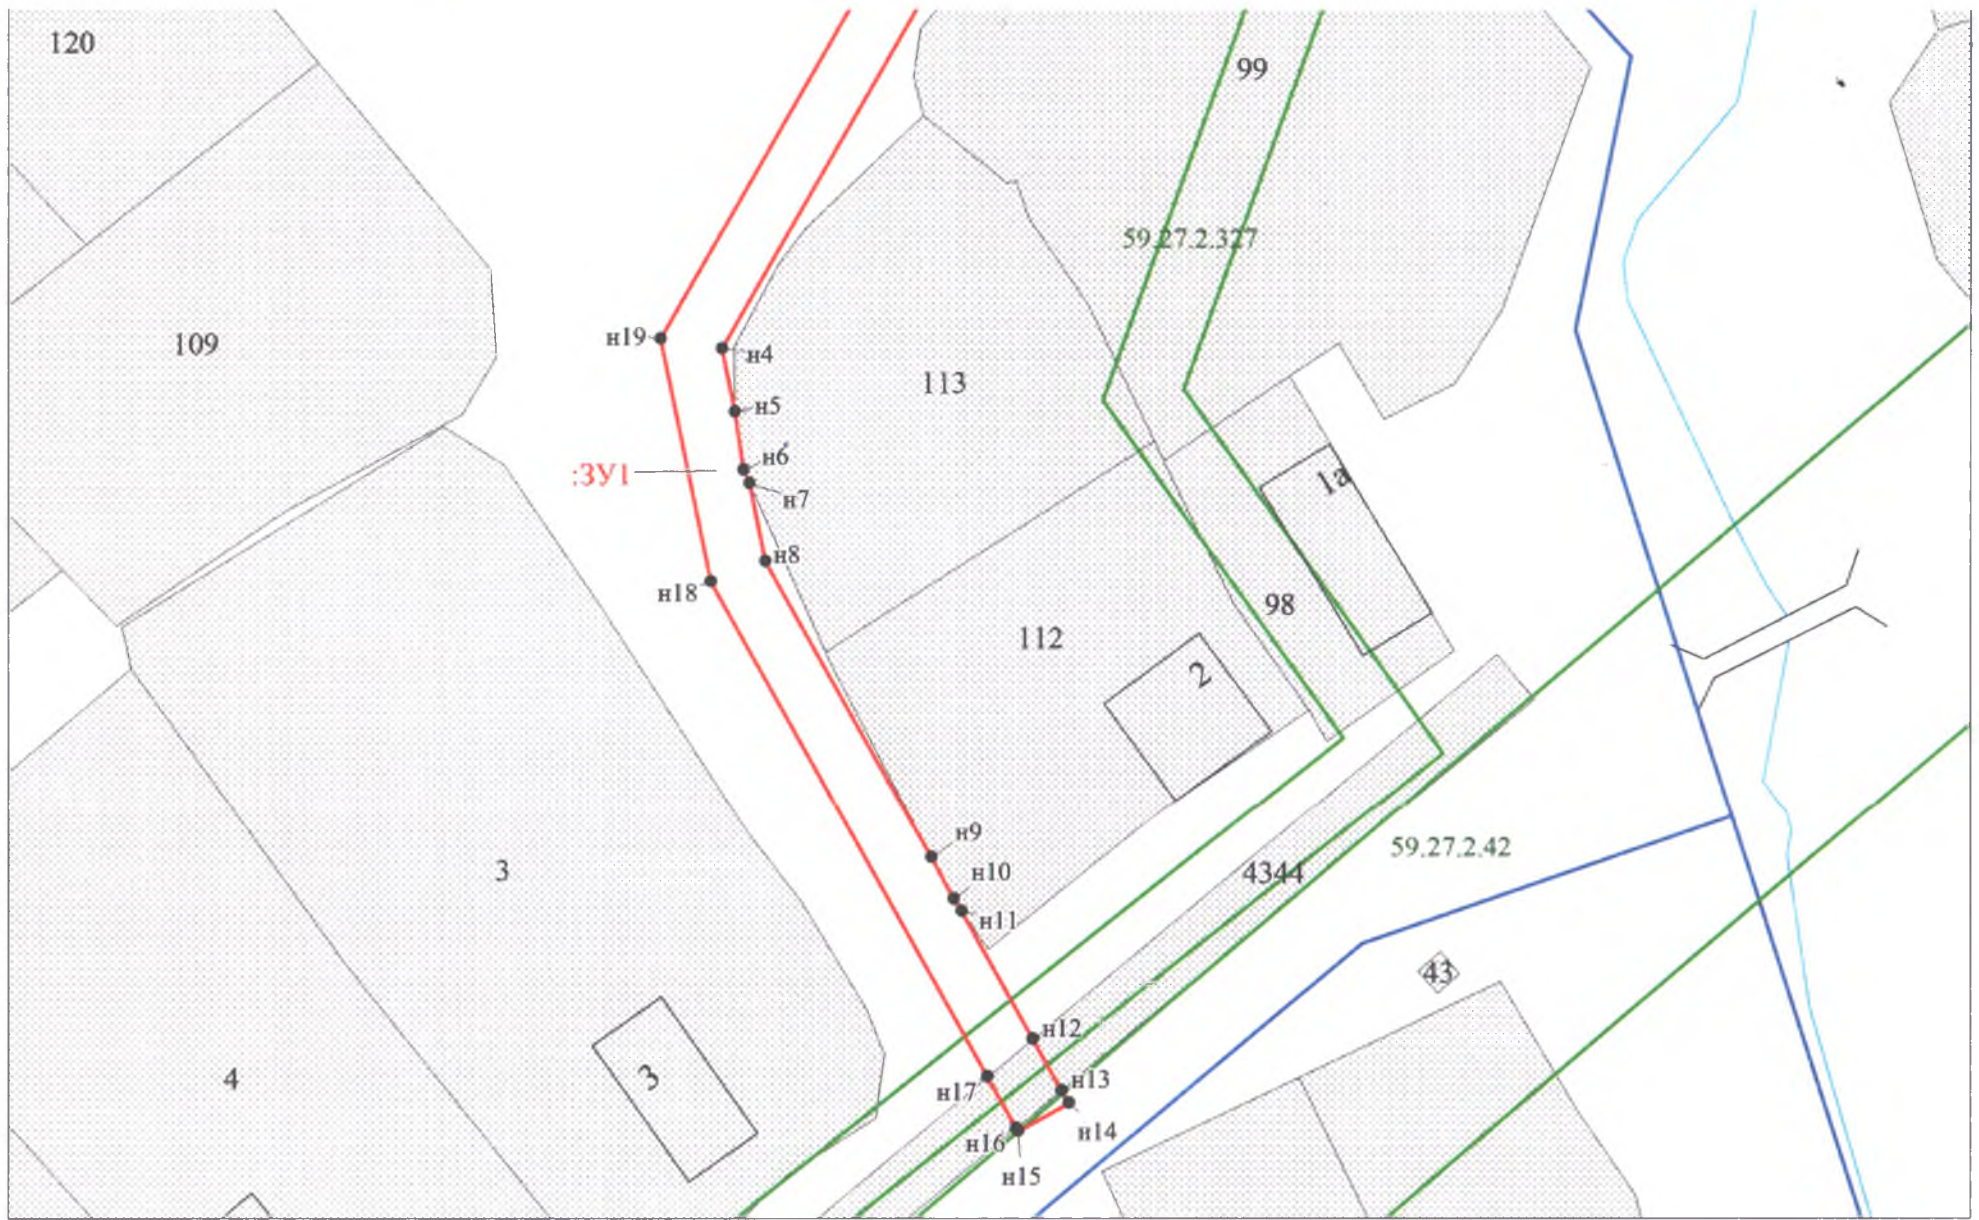 120
99
59.27.2.327
109
н19
н4
113
н5
н6
:ЗУ1
1а
н7
н8
н18
98
112
2
н9
59.27.2.42
3
н10
4344
н11
43
н12
4
3
н13
н17
н14
н16
н15